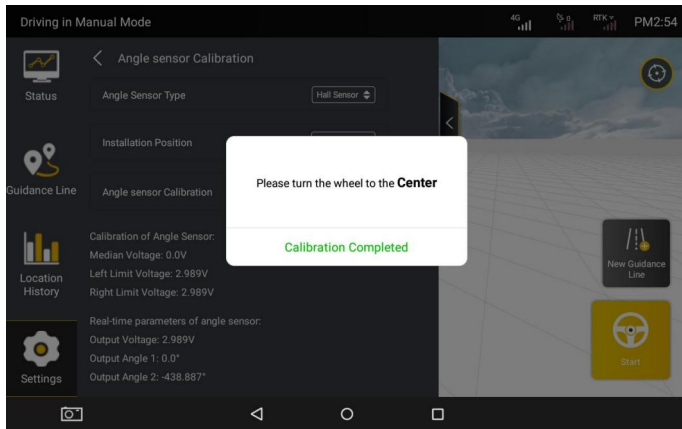 Driving in Manual Mode
4G
0
RTK
PM2:54
Status
Angle sensor Calibration
Angle Sensor Type
Hall Sensor
Installation Position
Guidance Line
Angle sensor Calibration
Please turn the wheel to the Center
Calibration Completed
Calibration of Angle Sensor:
Median Voltage: 0.0V
Left Limit Voltage: 2.989V
Right Limit Voltage: 2.989V
Location
History
New Guidance
Line
Real-time parameters of angle sensor:
Output Voltage: 2.989V
Output Angle 1: 0.0°
Output Angle 2: -438.887°
Settings
Start